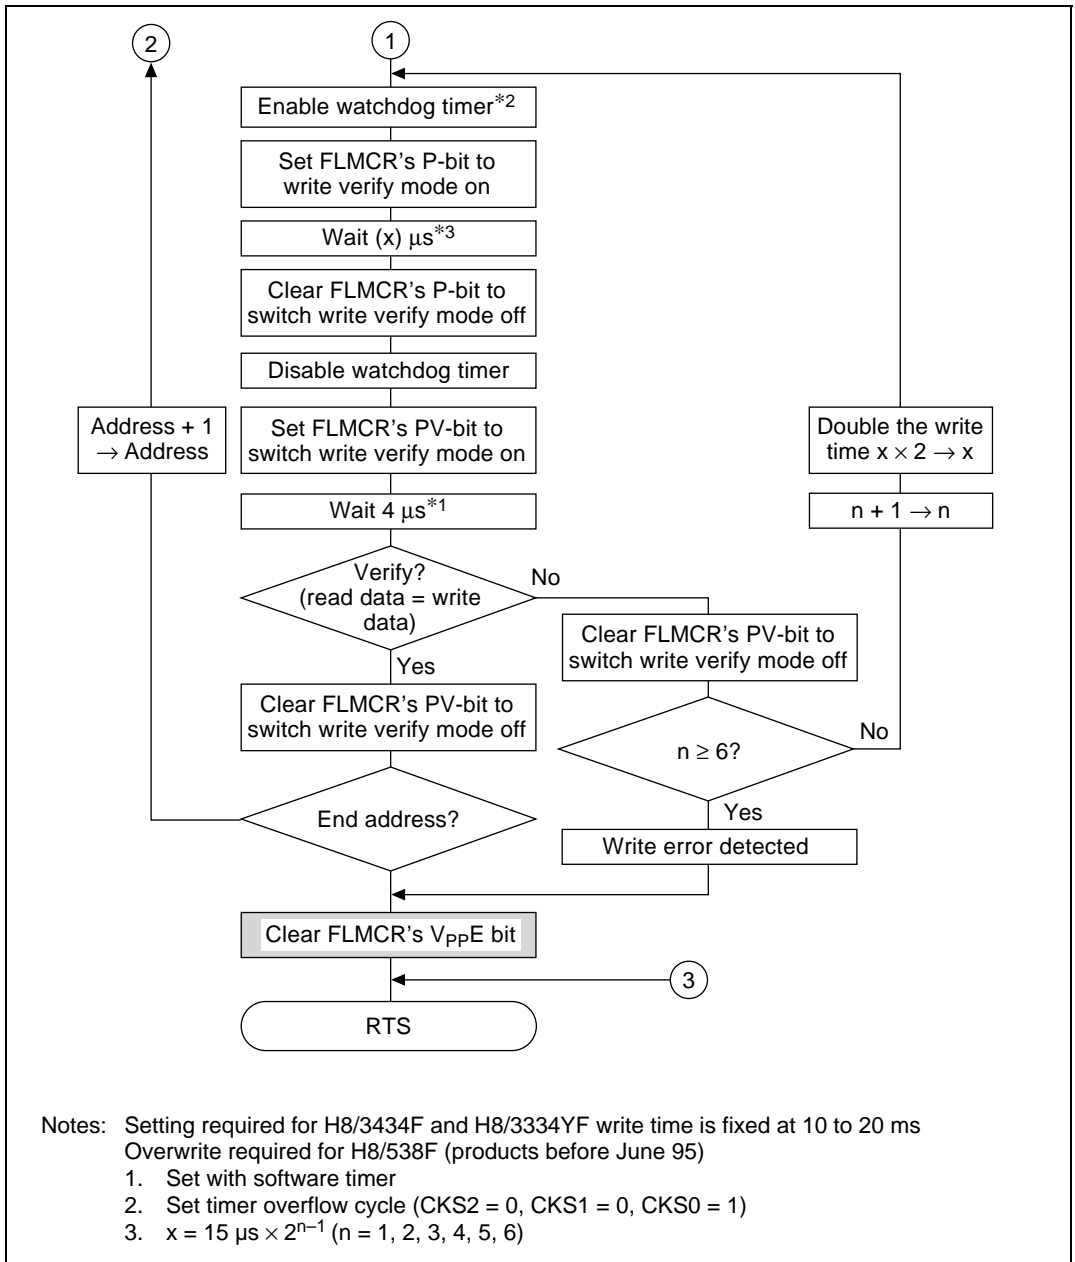 2
1
Enable watchdog timer*2
Set FLMCR's P-bit to
write verify mode on
Wait (x) μs*3
Clear FLMCR's P-bit to
switch write verify mode off
Disable watchdog timer
Address + 1
→ Address
Set FLMCR's PV-bit to
switch write verify mode on
Double the write
time x × 2 → x
Wait 4 μs*1
n + 1 → n
Verify?
(read data = write
data)
No
Yes
Clear FLMCR's PV-bit to
switch write verify mode off
Clear FLMCR's PV-bit to
switch write verify mode off
n ≥ 6?
No
Yes
End address?
Write error detected
Clear FLMCR's VPPE bit
3
RTS
Notes: Setting required for H8/3434F and H8/3334YF write time is fixed at 10 to 20 ms
Overwrite required for H8/538F (products before June 95)
1. Set with software timer
2. Set timer overflow cycle (CKS2 = 0, CKS1 = 0, CKS0 = 1)
3. x = 15 μs × 2^n–1 (n = 1, 2, 3, 4, 5, 6)